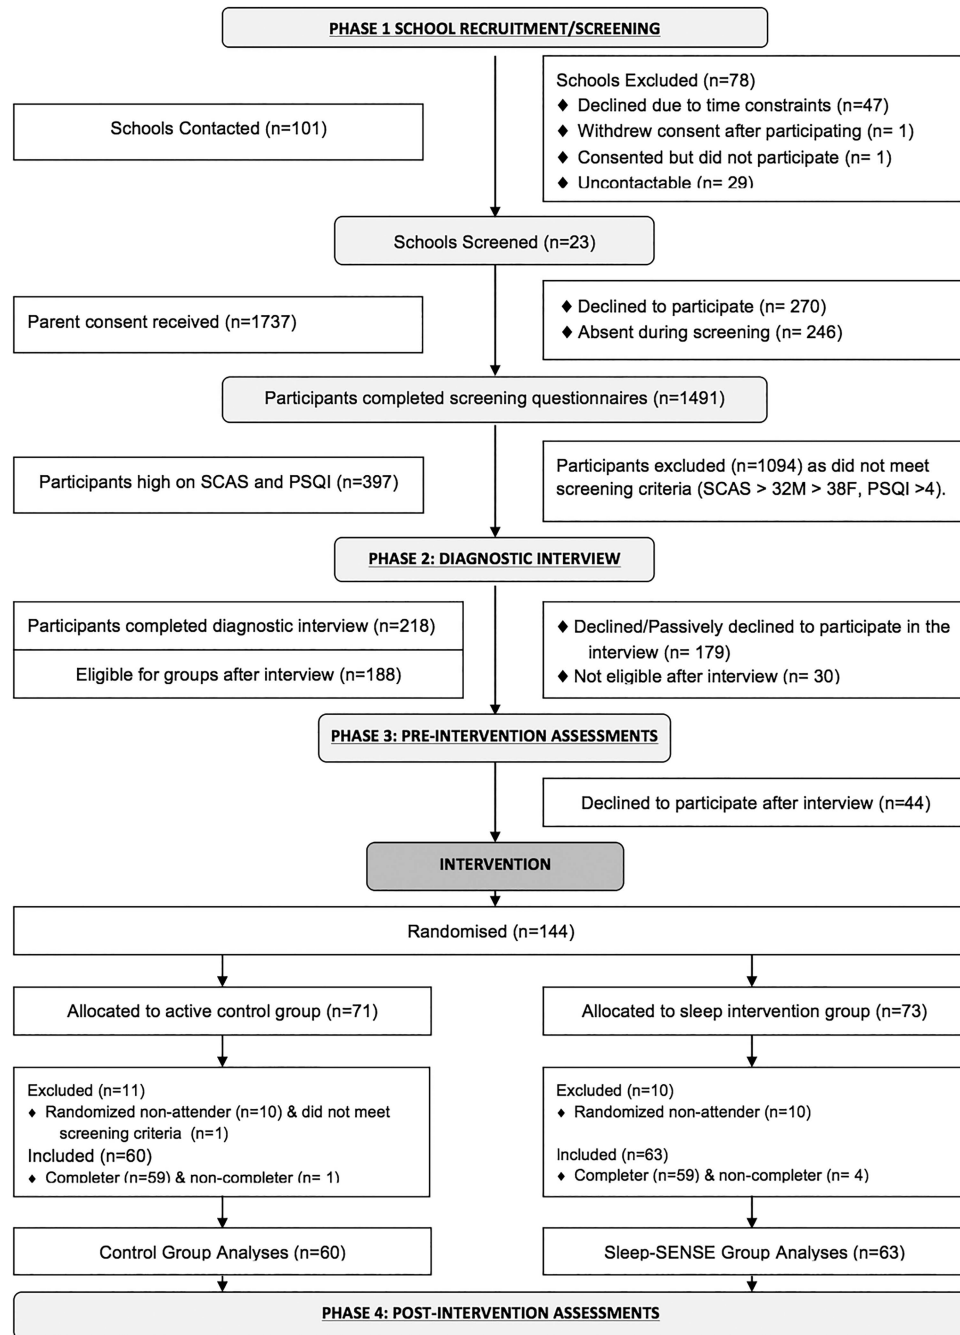 PHASE 1 SCHOOL RECRUITMENT/SCREENING
Schools Contacted (n=101)
Schools Excluded (n=78)
♦ Declined due to time constraints (n=47)
♦ Withdrew consent after participating (n= 1)
♦ Consented but did not participate (n= 1)
♦ Uncontactable (n= 29)
Schools Screened (n=23)
Parent consent received (n=1737)
♦ Declined to participate (n= 270)
♦ Absent during screening (n= 246)
Participants completed screening questionnaires (n=1491)
Participants high on SCAS and PSQI (n=397)
Participants excluded (n=1094) as did not meet
screening criteria (SCAS > 32M > 38F, PSQI >4).
PHASE 2: DIAGNOSTIC INTERVIEW
Participants completed diagnostic interview (n=218)
Eligible for groups after interview (n=188)
♦ Declined/Passively declined to participate in the
interview (n= 179)
♦ Not eligible after interview (n= 30)
PHASE 3: PRE-INTERVENTION ASSESSMENTS
Declined to participate after interview (n=44)
INTERVENTION
Randomised (n=144)
Allocated to active control group (n=71)
Allocated to sleep intervention group (n=73)
Excluded (n=11)
♦ Randomized non-attender (n=10) & did not meet
screening criteria (n=1)
Included (n=60)
♦ Completer (n=59) & non-completer (n= 1)
Excluded (n=10)
♦ Randomized non-attender (n=10)
Included (n=63)
♦ Completer (n=59) & non-completer (n= 4)
Control Group Analyses (n=60)
Sleep-SENSE Group Analyses (n=63)
PHASE 4: POST-INTERVENTION ASSESSMENTS